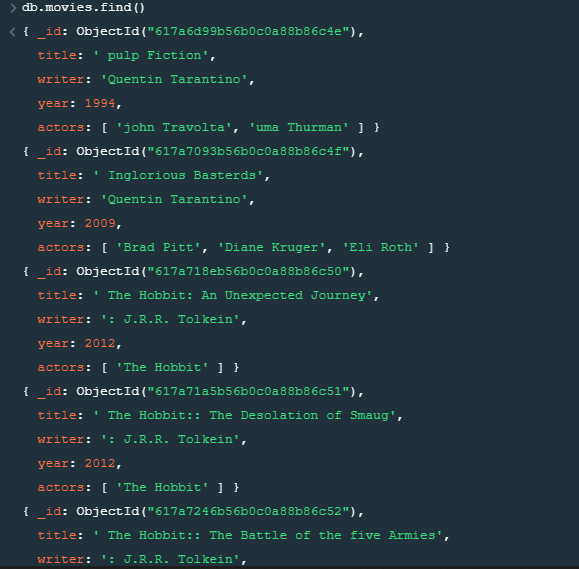 > db.movies.find()
< { _id: ObjectId("617a6d99b56b0c0a88b86c4e"),
title: ' pulp Fiction',
writer: 'Quentin Tarantino',
year: 1994,
actors: [ 'john Travolta', 'uma Thurman' ] }
{ _id: ObjectId("617a7093b56b0c0a88b86c4f"),
title: ' Inglorious Basterds',
writer: 'Quentin Tarantino',
year: 2009,
actors: [ 'Brad Pitt', 'Diane Kruger', 'Eli Roth' ] }
{ _id: ObjectId("617a718eb56b0c0a88b86c50"),
title: ' The Hobbit: An Unexpected Journey',
writer: ': J.R.R. Tolkein',
year: 2012,
actors: [ 'The Hobbit' ] }
{ _id: ObjectId("617a71a5b56b0c0a88b86c51"),
title: ' The Hobbit:: The Desolation of Smaug',
writer: ': J.R.R. Tolkein',
year: 2012,
actors: [ 'The Hobbit' ] }
{ _id: ObjectId("617a7246b56b0c0a88b86c52"),
title: ' The Hobbit:: The Battle of the five Armies',
writer: ': J.R.R. Tolkein',